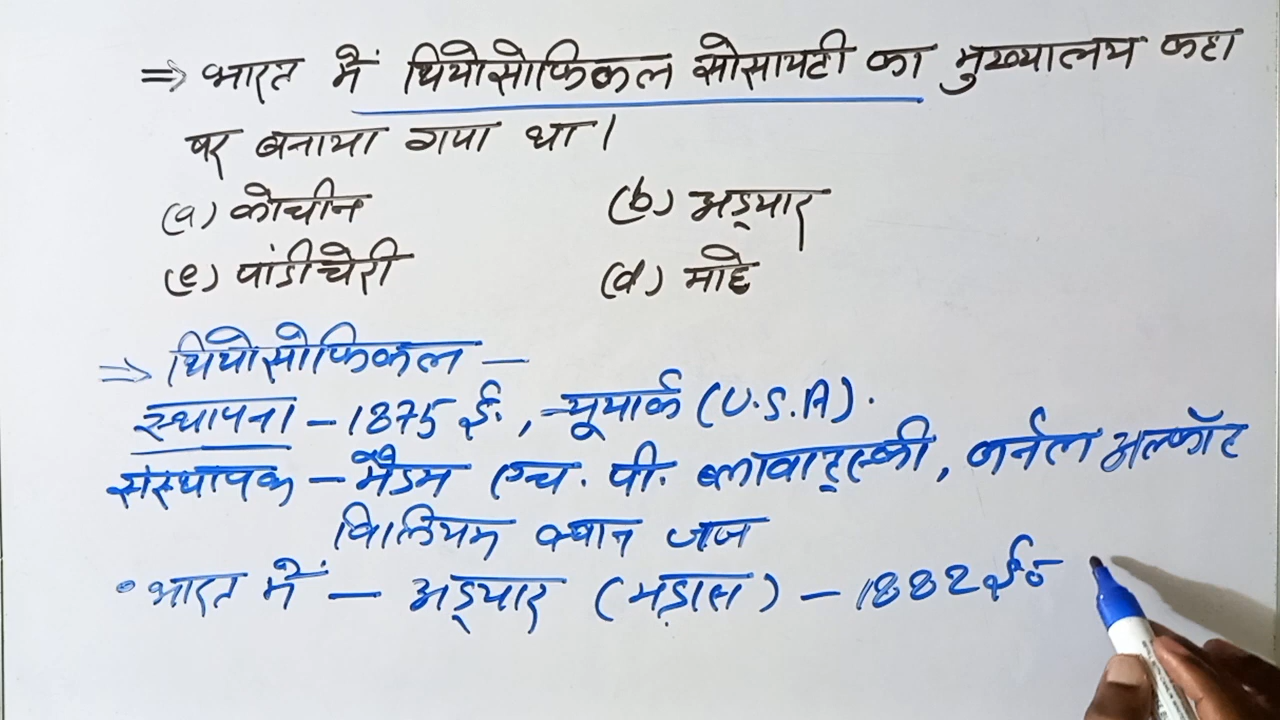 ⇒ भारत में थियोसोफिकल सोसायटी का मुख्यालय कहा
पर बनाया गया था।
(a) कोचीन (b) अड्यार
(c) पांडीचेरी (d) माहे
⇒ थियोसोफिकल –
स्थापना – 1875 ई., न्यूयार्क (U.S.A).
संस्थापक – मैडम एच. पी. ब्लावाट्स्की, कर्नल अल्कॉट
विलियम क्वान जज
• भारत में – अड्यार (मद्रास) – 1882 ई०